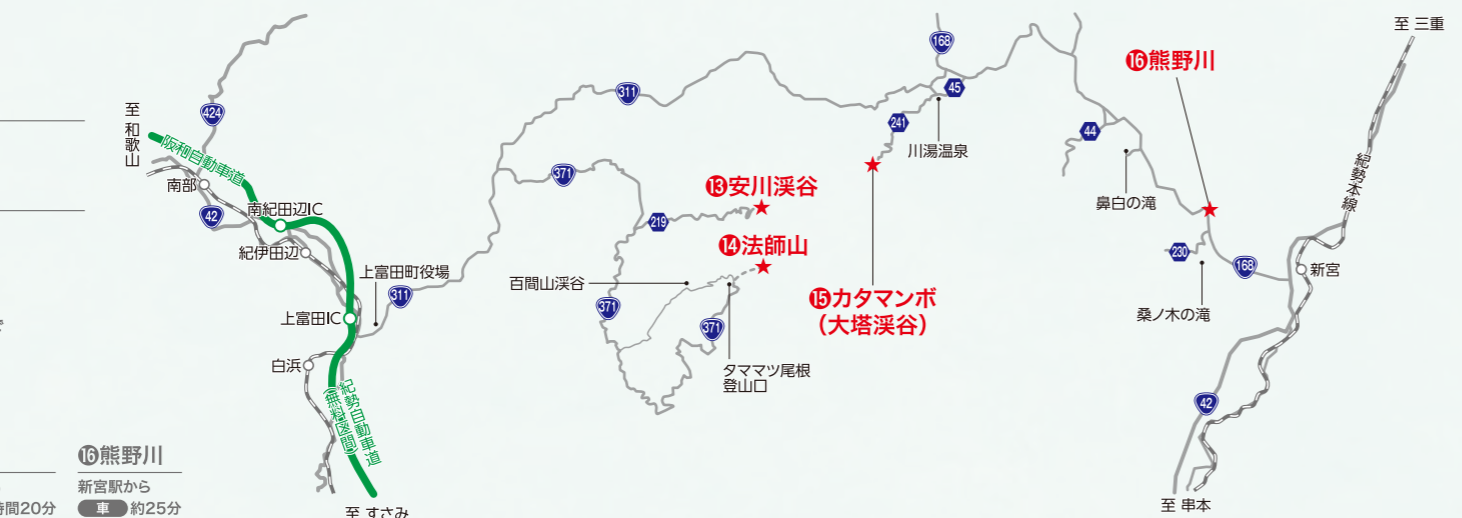 至 三重
168
⑯熊野川
311
45
至 和歌山
424
241
44
川湯温泉
阪和自動車道
371
紀勢本線
南部
⑬安川渓谷
鼻白の滝
42
南紀田辺IC
219
⑭法師山
紀伊田辺
230
168
新宮
上富田町役場
百間山渓谷
311
371
⑮カタマンボ
(大塔渓谷)
桑ノ木の滝
上富田IC
371
で
白浜
タママツ尾根
登山口
紀勢自動車道
(無料区間)
42
⑯熊野川
新宮駅から
時間20分
車 約25分
至 すさみ
至 串本